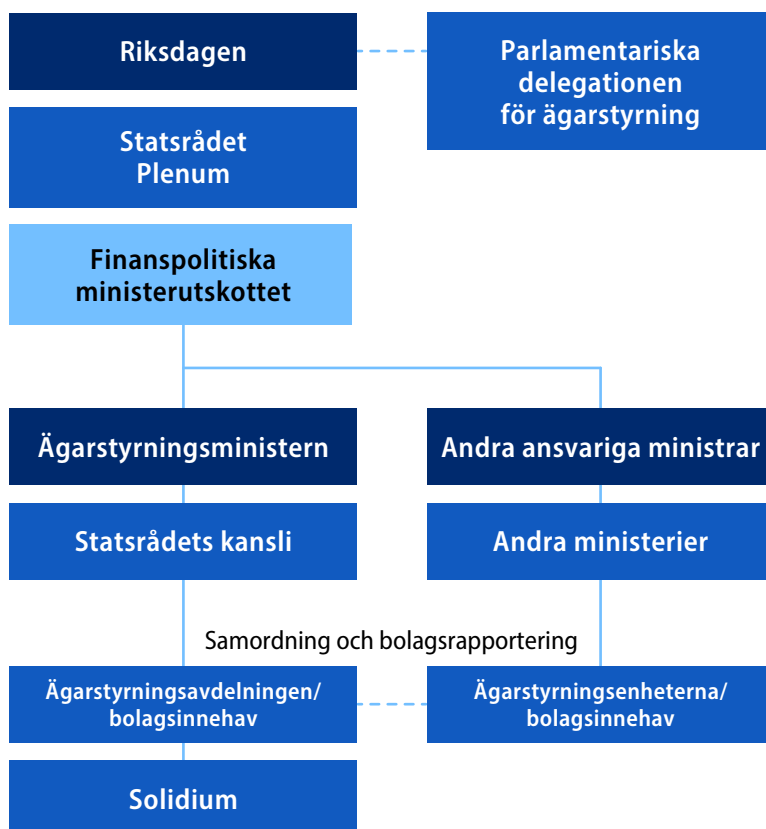 Riksdagen
Parlamentariska
delegationen
för ägarstyrning
Statsrådet
Plenum
Finanspolitiska
ministerutskottet
Ägarstyrningsministern
Andra ansvariga ministrar
Statsrådets kansli
Andra ministerier
Samordning och bolagsrapportering
Ägarstyrningsavdelningen/
bolagsinnehav
Ägarstyrningsenheterna/
bolagsinnehav
Solidium